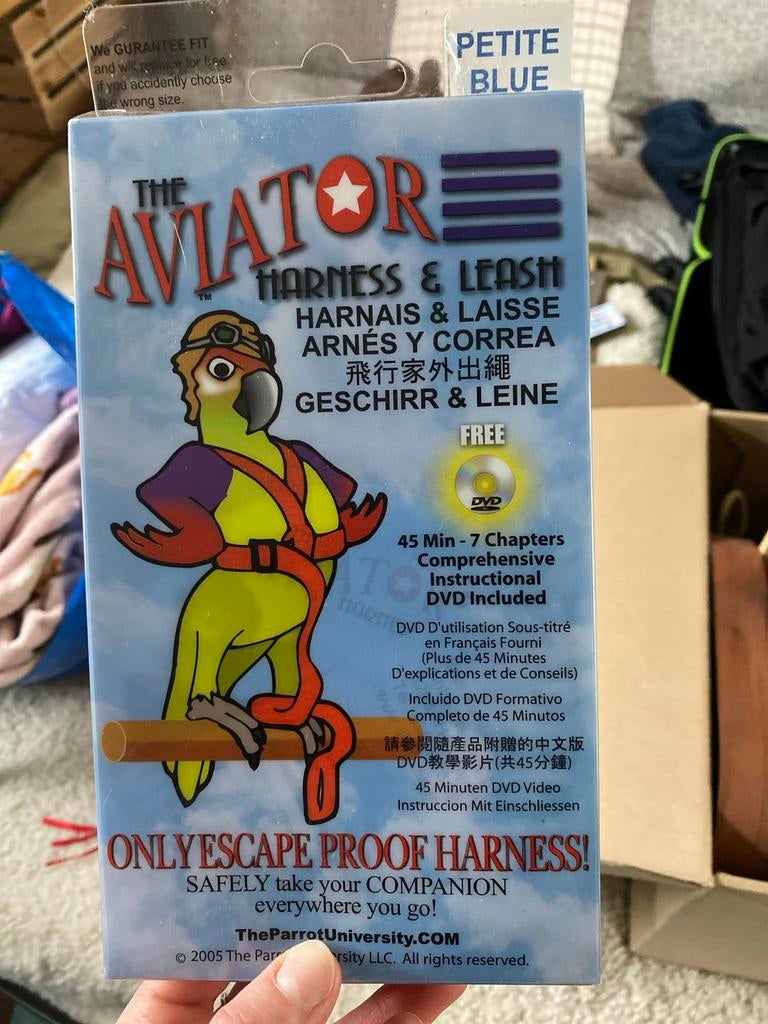 We GURANTEE FIT
and will replace for free
if you accidently choose
the wrong size.
PETITE
BLUE
THE
AVIATOR
TM
HARNESS & LEASH
HARNAIS & LAISSE
ARNÉS Y CORREA
飛行家外出繩
GESCHIRR & LEINE
FREE
DVD
45 Min - 7 Chapters
Comprehensive
Instructional
DVD Included
DVD D'utilisation Sous-titré
en Français Fourni
(Plus de 45 Minutes
D'explications et de Conseils)
Incluido DVD Formativo
Completo de 45 Minutos
請參閱隨產品附贈的中文版
DVD教學影片(共45分鐘)
45 Minuten DVD Video
Instruccion Mit Einschliessen
ONLY ESCAPE PROOF HARNESS!
SAFELY take your COMPANION
everywhere you go!
TheParrotUniversity.COM
© 2005 The Parr rsity LLC. All rights reserved.